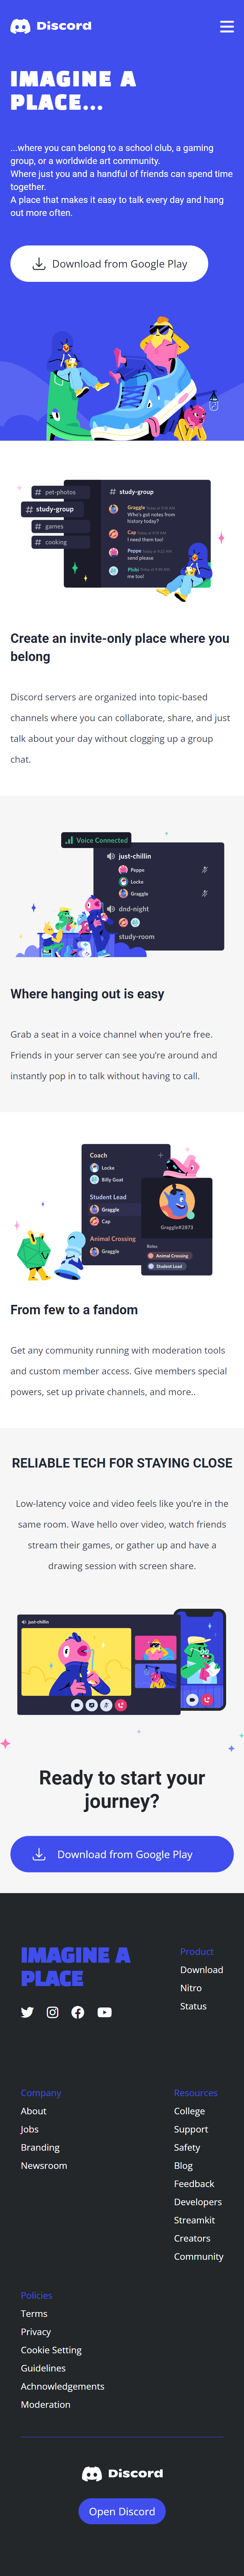 Discord
IMAGINE A
PLACE...
...where you can belong to a school club, a gaming
group, or a worldwide art community.
Where just you and a handful of friends can spend time
together.
A place that makes it easy to talk every day and hang
out more often.
Download from Google Play
# pet-photos
# study-group
# games
# cooking
# study-group
Graggle Today at 9:18 AM
Who's got notes from
history today?
Cap Today at 9:18 AM
I need them too!
Peppe Today at 9:22 AM
send please
Phibi Today at 9:22 AM
me too!
Create an invite-only place where you
belong
Discord servers are organized into topic-based
channels where you can collaborate, share, and just
talk about your day without clogging up a group
chat.
Voice Connected
just-chillin
Peppe
Locke
Graggle
dnd-night
study-room
Where hanging out is easy
Grab a seat in a voice channel when you're free.
Friends in your server can see you're around and
instantly pop in to talk without having to call.
Coach
Locke
Billy Goat
Student Lead
Graggle
Cap
Animal Crossing
Graggle
Graggle#2873
Roles
Animal Crossing
Student Lead
From few to a fandom
Get any community running with moderation tools
and custom member access. Give members special
powers, set up private channels, and more..
RELIABLE TECH FOR STAYING CLOSE
Low-latency voice and video feels like you're in the
same room. Wave hello over video, watch friends
stream their games, or gather up and have a
drawing session with screen share.
just-chillin
Ready to start your
journey?
Download from Google Play
IMAGINE A
PLACE
Product
Download
Nitro
Status
Company
About
Jobs
Branding
Newsroom
Resources
College
Support
Safety
Blog
Feedback
Developers
Streamkit
Creators
Community
Policies
Terms
Privacy
Cookie Setting
Guidelines
Achnowledgements
Moderation
Discord
Open Discord